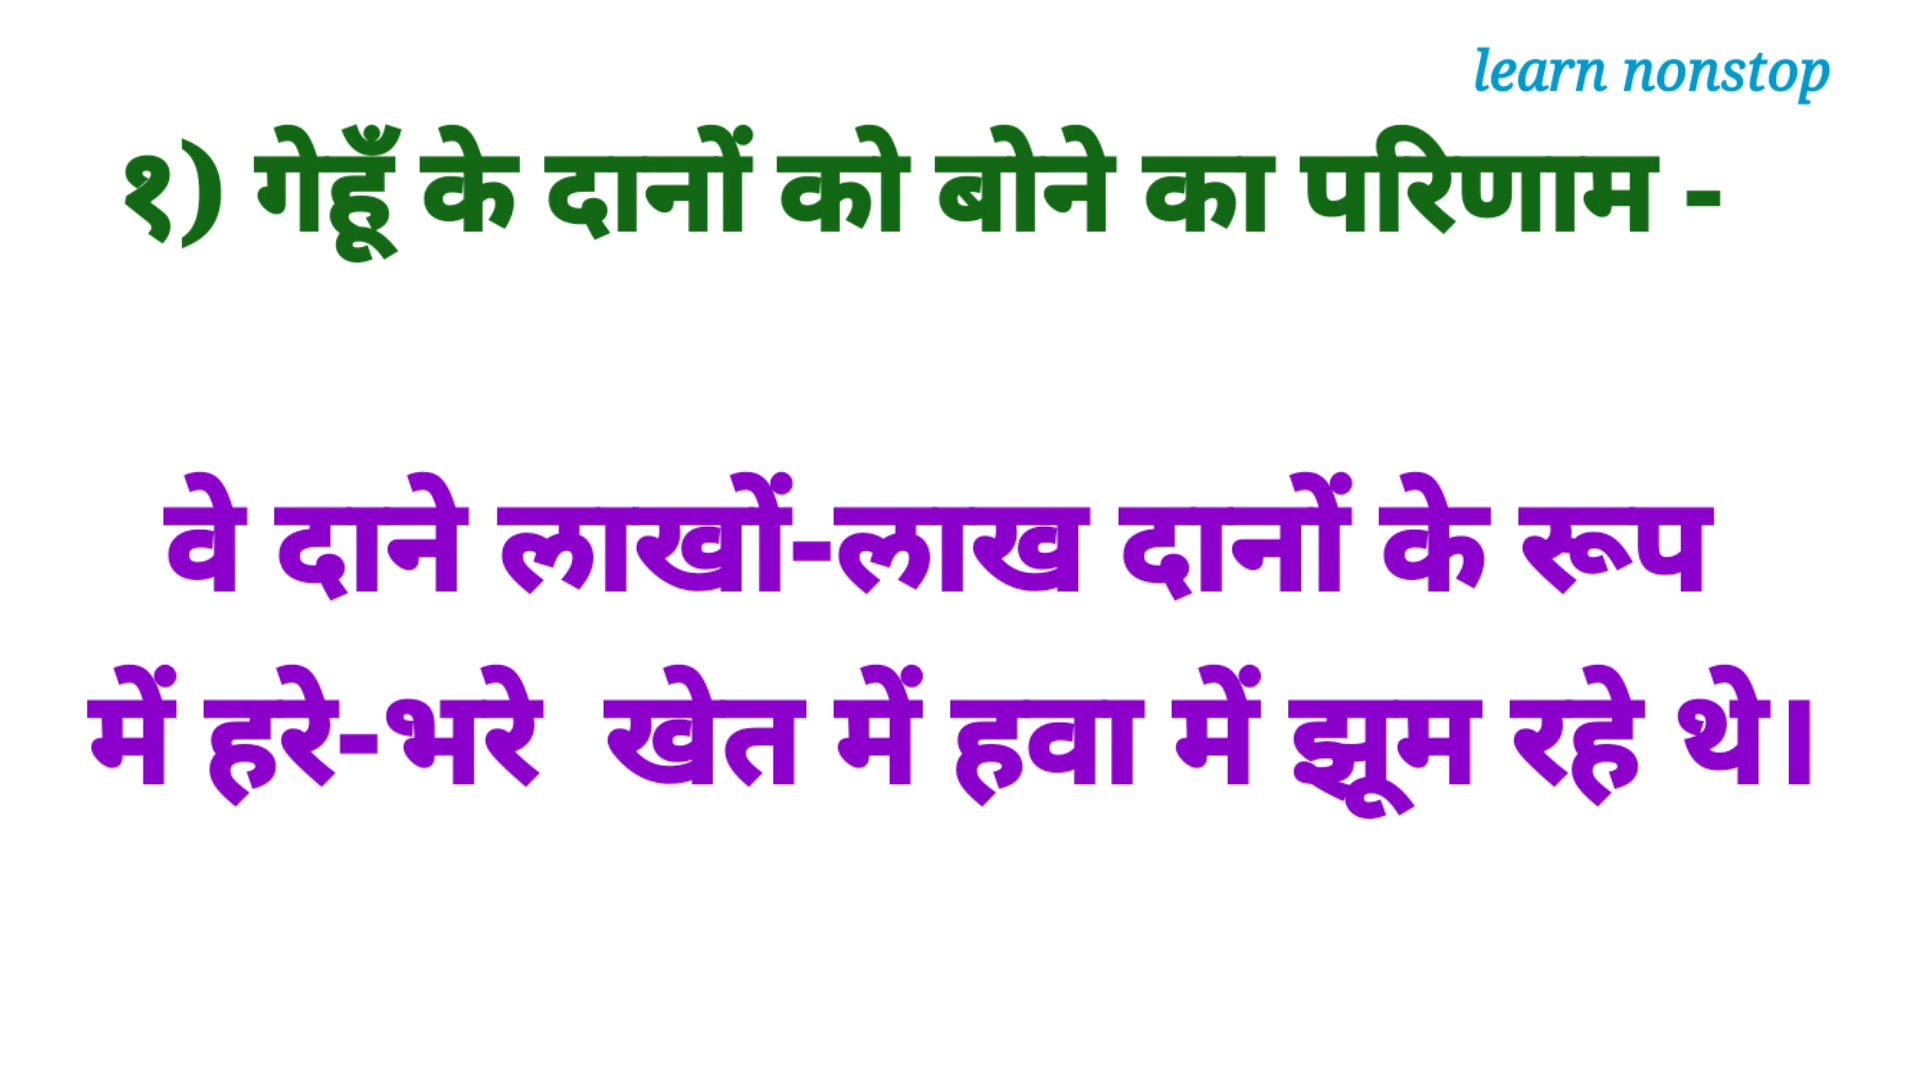 learn nonstop
१) गेहूँ के दानों को बोने का परिणाम -
वे दाने लाखों-लाख दानों के रूप
में हरे-भरे खेत में हवा में झूम रहे थे।